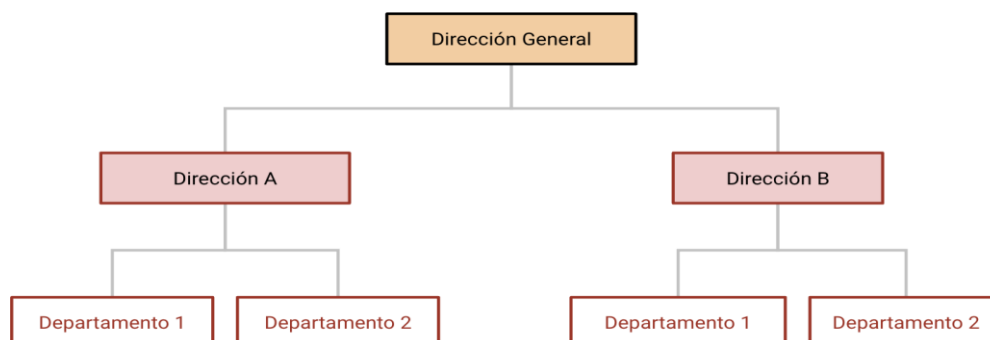 Dirección General
Dirección A
Dirección B
Departamento 1
Departamento 2
Departamento 1
Departamento 2